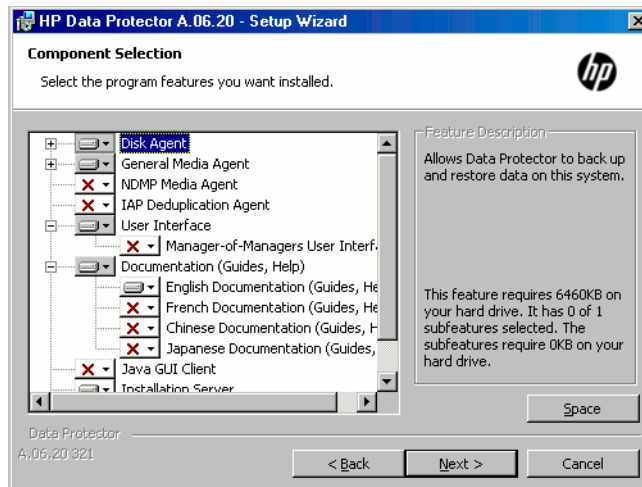 HP Data Protector A.06.20 - Setup Wizard
Component Selection
Select the program features you want installed.
hp
Disk Agent
General Media Agent
NDMP Media Agent
IAP Deduplication Agent
User Interface
Manager-of-Managers User Interf
Documentation (Guides, Help)
English Documentation (Guides, He
French Documentation (Guides, He
Chinese Documentation (Guides, H
Japanese Documentation (Guides,
Java GUI Client
Installation Server
Feature Description
Allows Data Protector to back up
and restore data on this system.
This feature requires 6460KB on
your hard drive. It has 0 of 1
subfeatures selected. The
subfeatures require 0KB on your
hard drive.
Space
Data Protector
A.06.20 321
< Back
Next >
Cancel